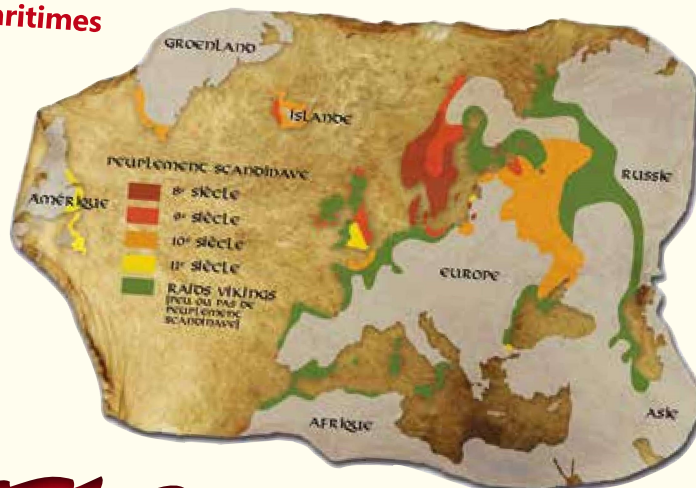 aritimes
GROENLAND
ISLANDE
PEUPLEMENT SCANDINAVE
8e SIÈCLE
9e SIÈCLE
10e SIÈCLE
11e SIÈCLE
RAIDS VIKINGS
[PEU OU PAS DE
PEUPLEMENT
SCANDINAVE]
AMÉRIQUE
RUSSIE
EUROPE
AFRIQUE
ASIE